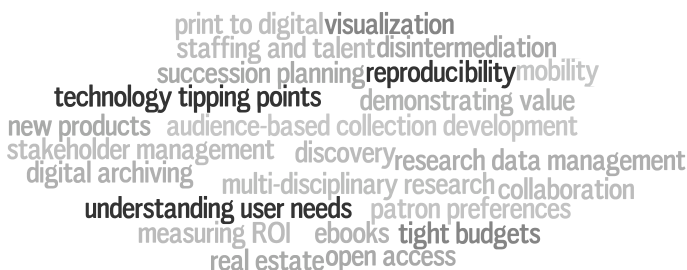 print to digital visualization
staffing and talent disintermediation
succession planning reproducibility mobility
technology tipping points demonstrating value
new products audience-based collection development
stakeholder management discovery research data management
digital archiving multi-disciplinary research collaboration
understanding user needs patron preferences
measuring ROI ebooks tight budgets
real estate open access